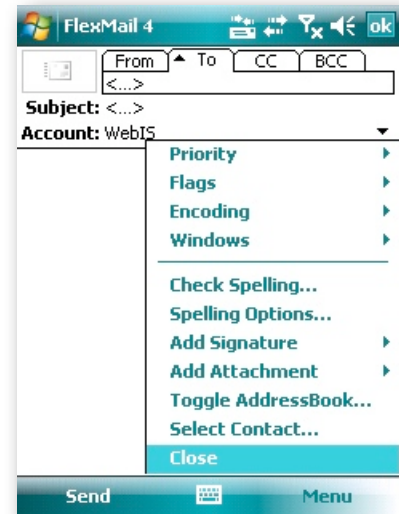 FlexMail 4 ok
From To CC BCC
<...>
Subject: <...>
Account: WebIS
Priority
Flags
Encoding
Windows
Check Spelling...
Spelling Options...
Add Signature
Add Attachment
Toggle AddressBook...
Select Contact...
Close
Send Menu